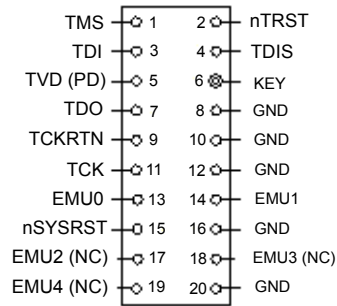 TMS 1 2 nTRST
TDI 3 4 TDIS
TVD (PD) 5 6 KEY
TDO 7 8 GND
TCKRTN 9 10 GND
TCK 11 12 GND
EMU0 13 14 EMU1
nSYSRST 15 16 GND
EMU2 (NC) 17 18 EMU3 (NC)
EMU4 (NC) 19 20 GND